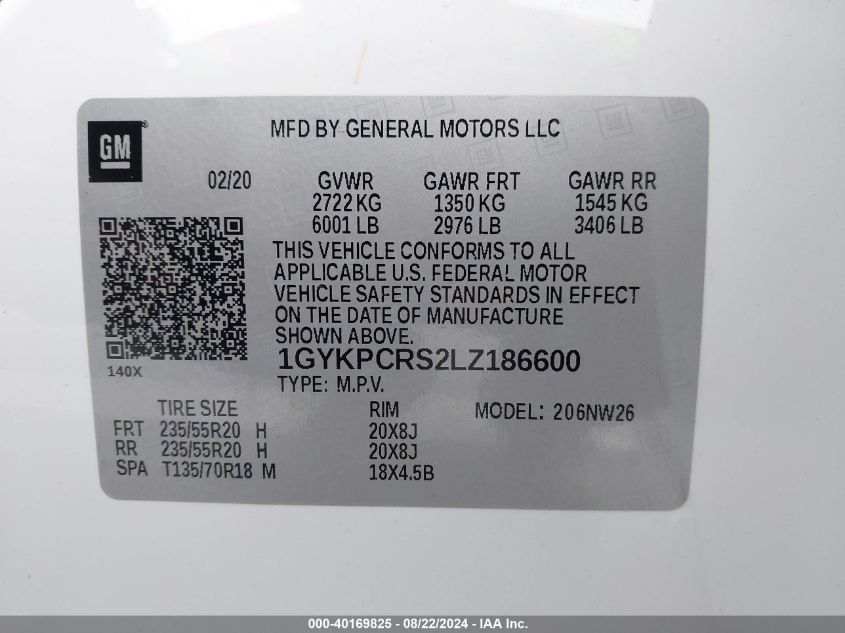 GM
MFD BY GENERAL MOTORS LLC
02/20 GVWR GAWR FRT GAWR RR
2722 KG 1350 KG 1545 KG
6001 LB 2976 LB 3406 LB
THIS VEHICLE CONFORMS TO ALL
APPLICABLE U.S. FEDERAL MOTOR
VEHICLE SAFETY STANDARDS IN EFFECT
ON THE DATE OF MANUFACTURE
SHOWN ABOVE.
1GYKPCRS2LZ186600
140X
TYPE: M.P.V.
TIRE SIZE RIM MODEL: 206NW26
FRT 235/55R20 H 20X8J
RR 235/55R20 H 20X8J
SPA T135/70R18 M 18X4.5B
000-40169825 - 08/22/2024 - IAA Inc.